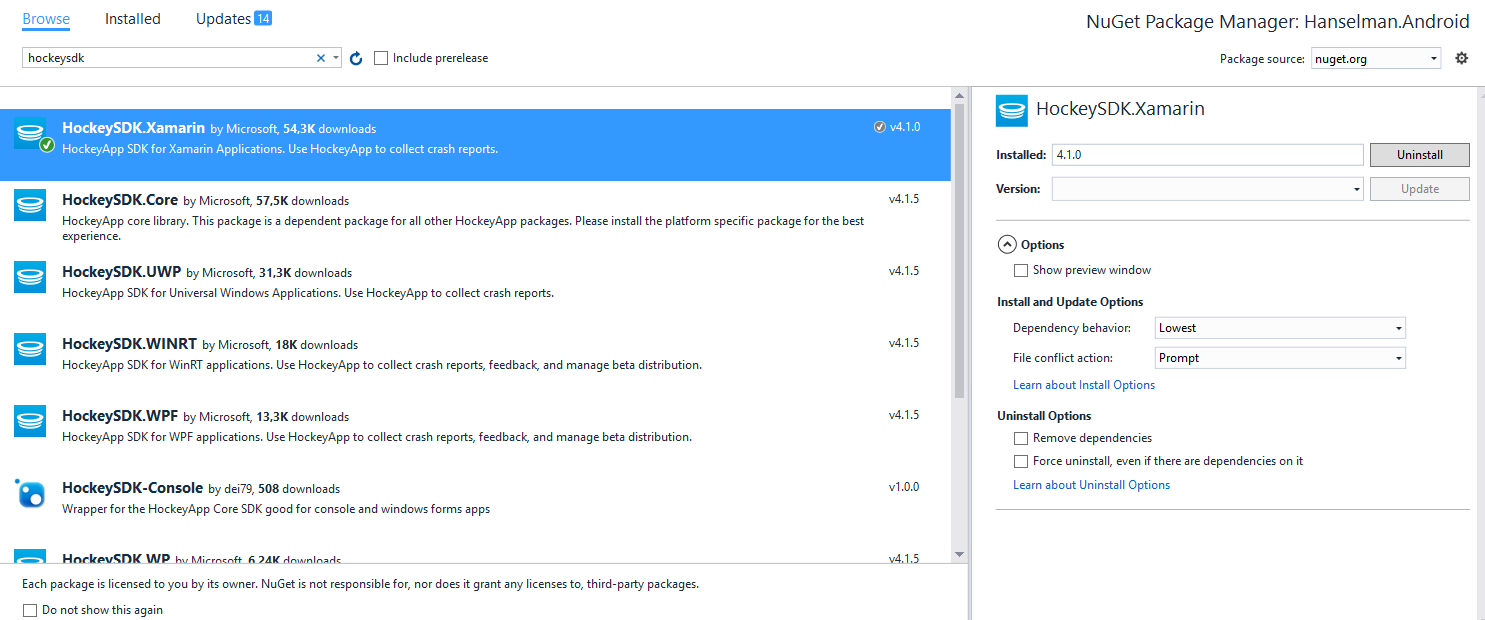 Browse Installed Updates 14
NuGet Package Manager: Hanselman.Android
hockeysdk
Include prerelease
Package source: nuget.org
HockeySDK.Xamarin by Microsoft, 54,3K downloads v4.1.0
HockeyApp SDK for Xamarin Applications. Use HockeyApp to collect crash reports.
HockeySDK.Core by Microsoft, 57,5K downloads v4.1.5
HockeyApp core library. This package is a dependent package for all other HockeyApp packages. Please install the platform specific package for the best
experience.
HockeySDK.UWP by Microsoft, 31,3K downloads v4.1.5
HockeyApp SDK for Universal Windows Applications. Use HockeyApp to collect crash reports.
HockeySDK.WINRT by Microsoft, 18K downloads v4.1.5
HockeyApp SDK for WinRT applications. Use HockeyApp to collect crash reports, feedback, and manage beta distribution.
HockeySDK.WPF by Microsoft, 13,3K downloads v4.1.5
HockeyApp SDK for WPF applications. Use HockeyApp to collect crash reports, feedback, and manage beta distribution.
HockeySDK-Console by dei79, 508 downloads v1.0.0
Wrapper for the HockeyApp Core SDK good for console and windows forms apps
HockeySDK.WP by Microsoft, 6,24K downloads v4.1.5
Each package is licensed to you by its owner. NuGet is not responsible for, nor does it grant any licenses to, third-party packages.
Do not show this again
HockeySDK.Xamarin
Installed: 4.1.0 Uninstall
Version: Update
Options
Show preview window
Install and Update Options
Dependency behavior: Lowest
File conflict action: Prompt
Learn about Install Options
Uninstall Options
Remove dependencies
Force uninstall, even if there are dependencies on it
Learn about Uninstall Options